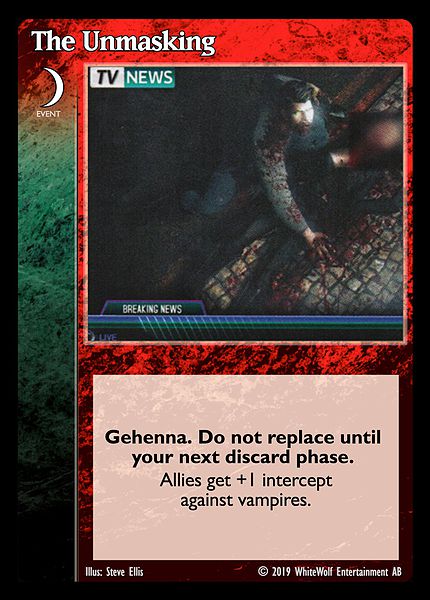 The Unmasking
EVENT
TV NEWS
BREAKING NEWS
LIVE
Gehenna. Do not replace until
your next discard phase.
Allies get +1 intercept
against vampires.
Illus: Steve Ellis © 2019 WhiteWolf Entertainment AB